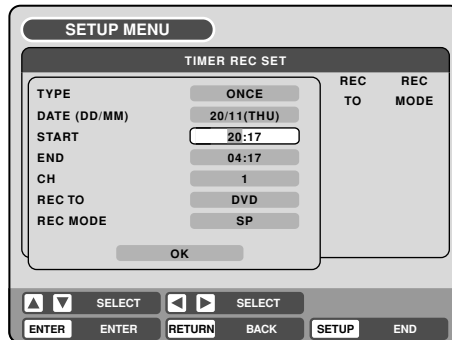 SETUP MENU
TIMER REC SET
REC TO
REC MODE
TYPE ONCE
DATE (DD/MM) 20/11(THU)
START 20:17
END 04:17
CH 1
REC TO DVD
REC MODE SP
OK
SELECT SELECT
ENTER ENTER RETURN BACK SETUP END